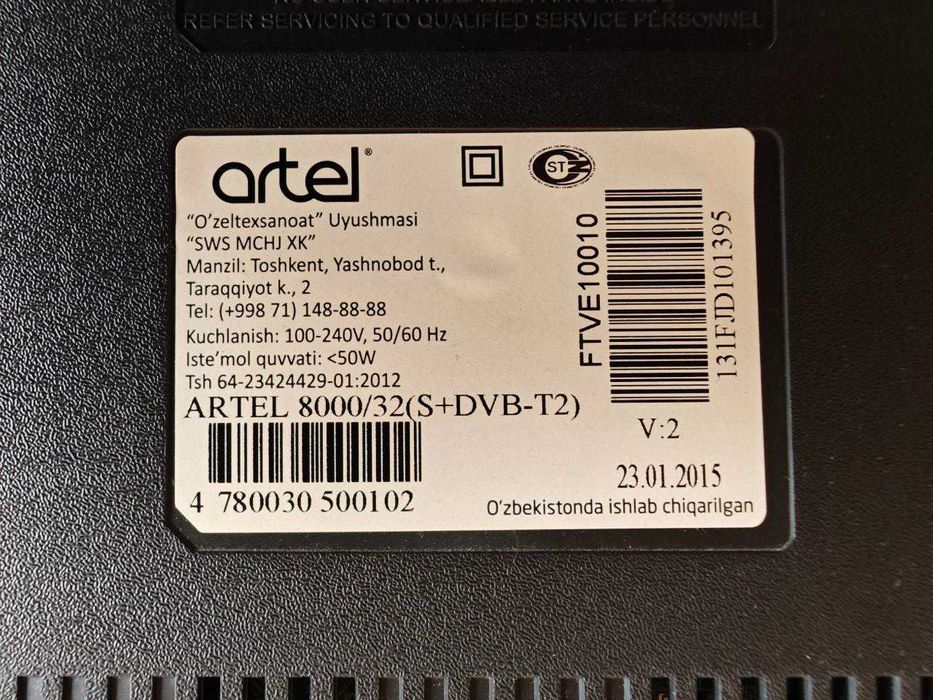 REFER SERVICING TO QUALIFIED SERVICE PERSONNEL
artel®
"O'zeltexsanoat" Uyushmasi
"SWS MCHJ XK"
Manzil: Toshkent, Yashnobod t.,
Taraqqiyot k., 2
Tel: (+998 71) 148-88-88
Kuchlanish: 100-240V, 50/60 Hz
Iste'mol quvvati: <50W
Tsh 64-23424429-01:2012
ARTEL 8000/32(S+DVB-T2)
4 780030 500102
ST
FTVE10010
131FJD101395
V:2
23.01.2015
O'zbekistonda ishlab chiqarilgan